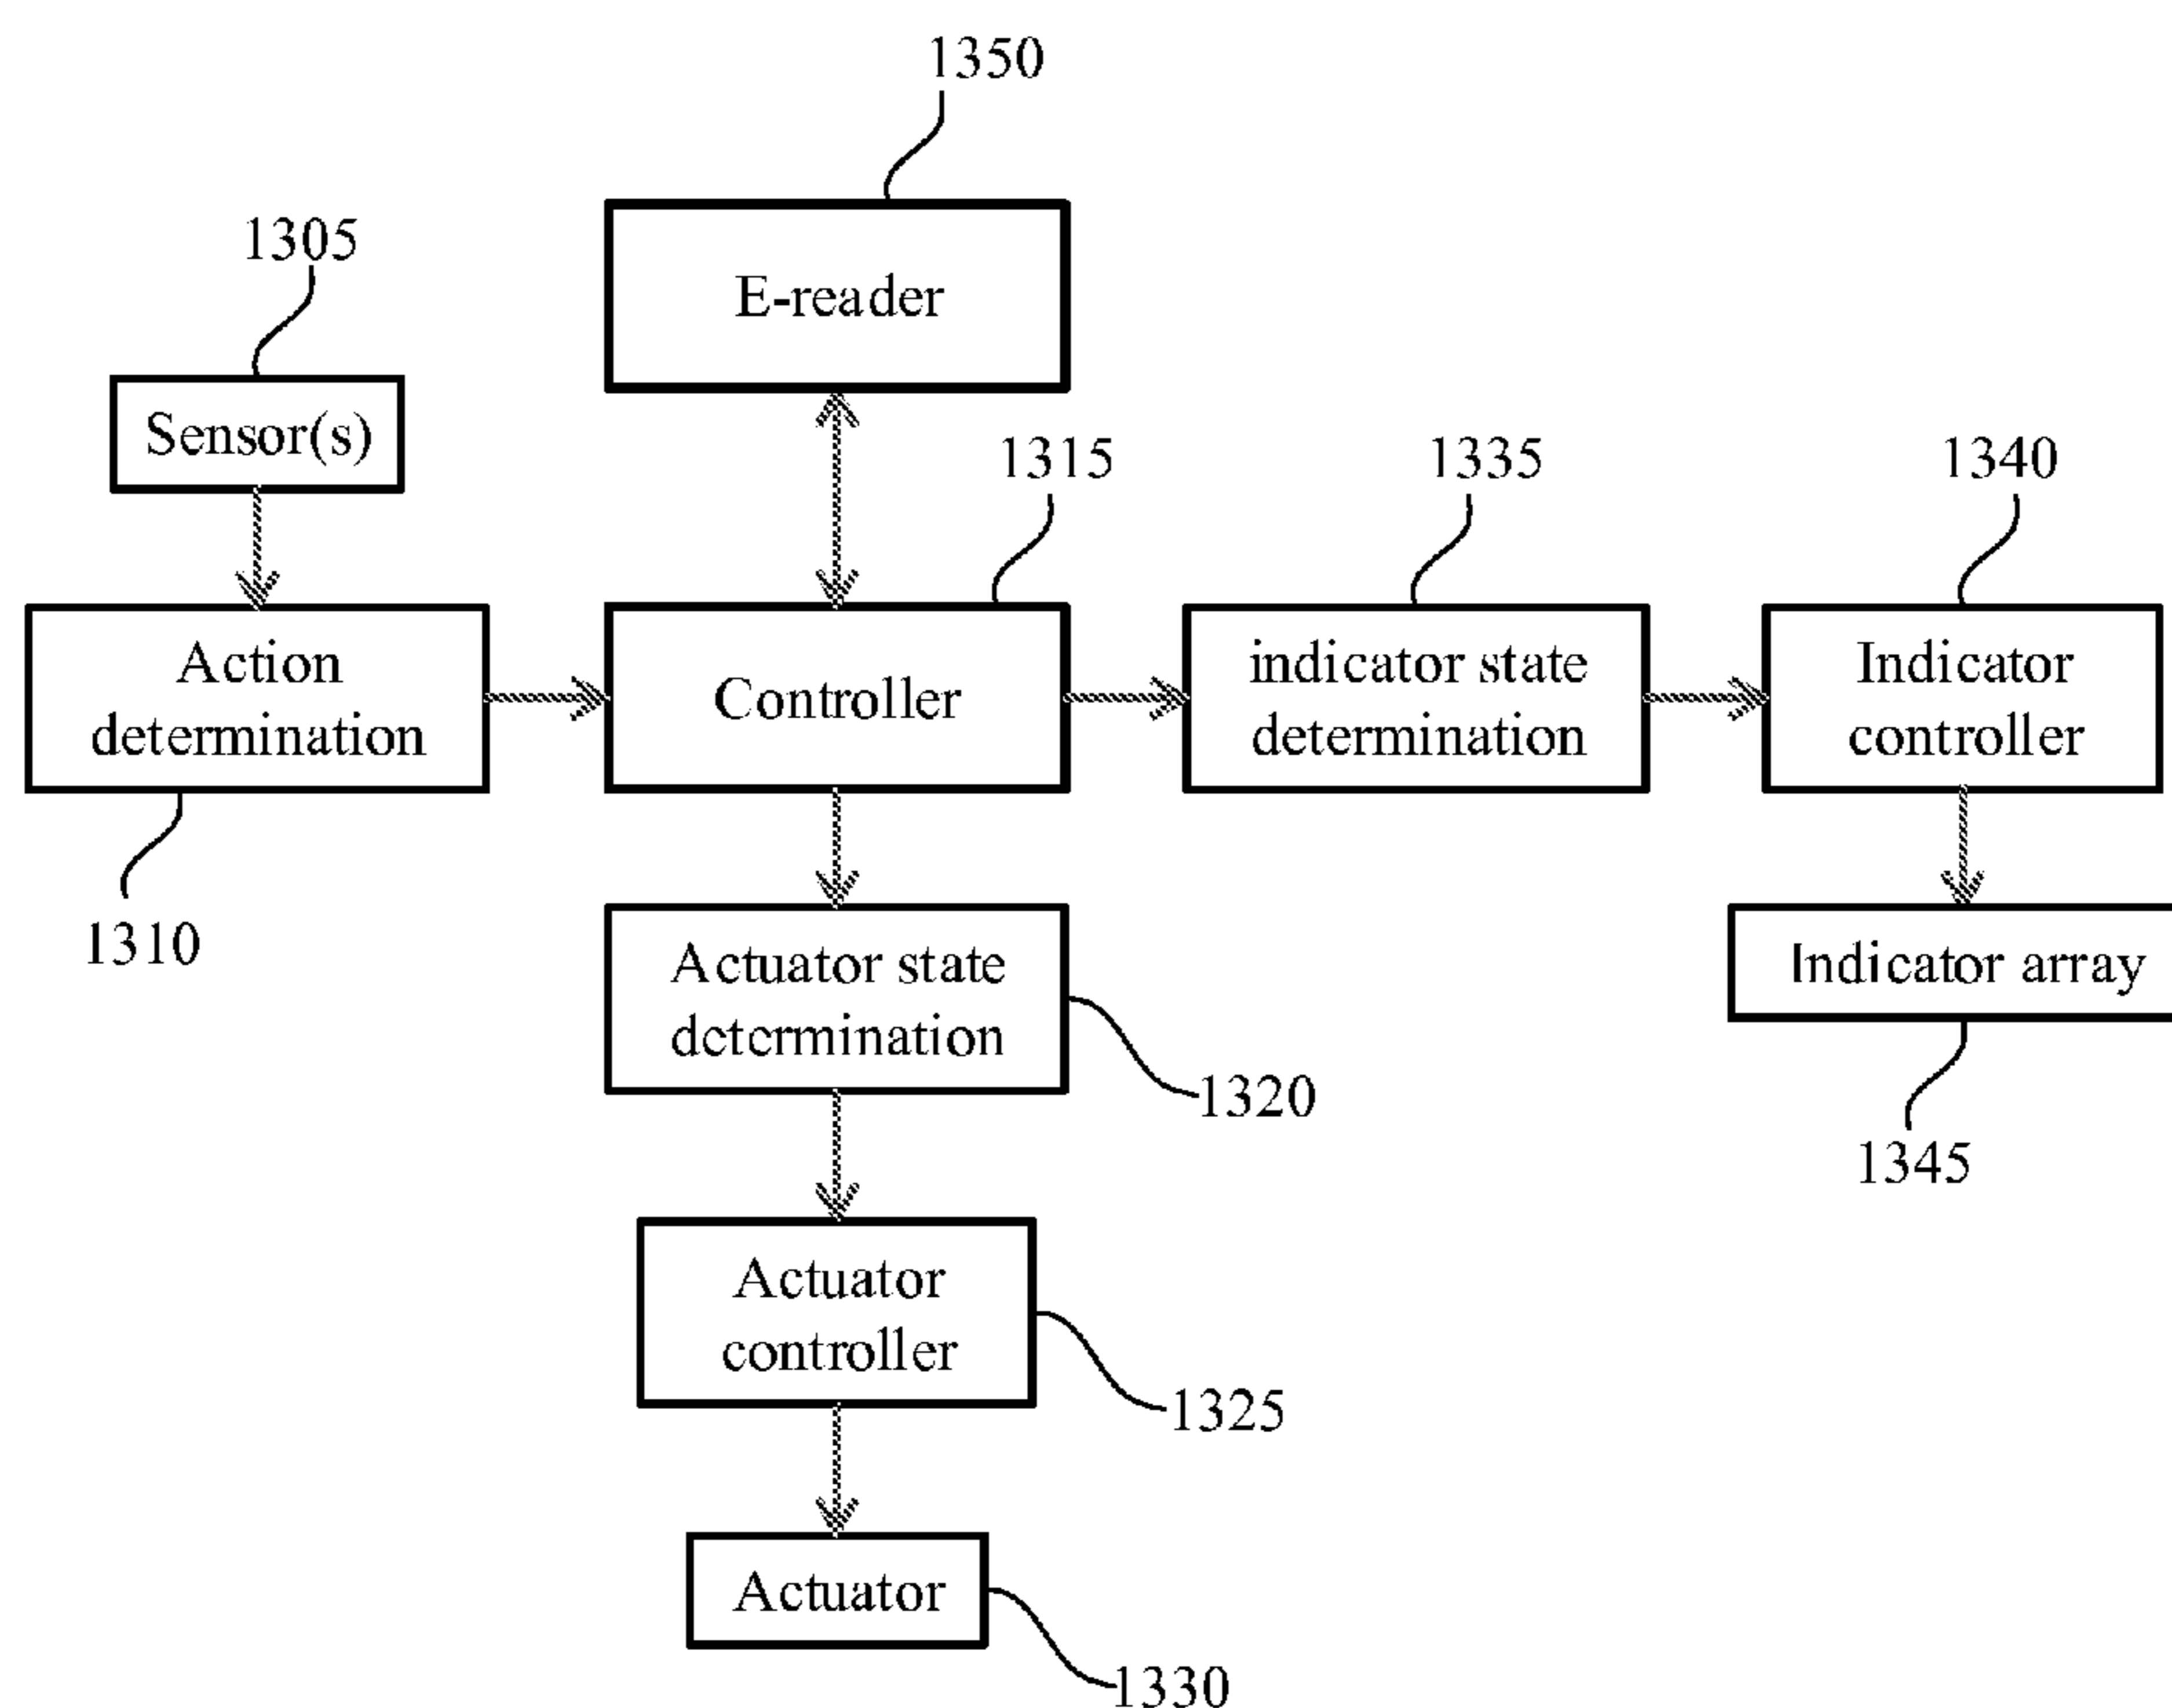 1350
1305
E-reader
Sensor(s)
1315
1335
1340
Action
determination
Controller
indicator state
determination
Indicator
controller
1310
Actuator state
determination
Indicator array
1320
1345
Actuator
controller
1325
Actuator
1330